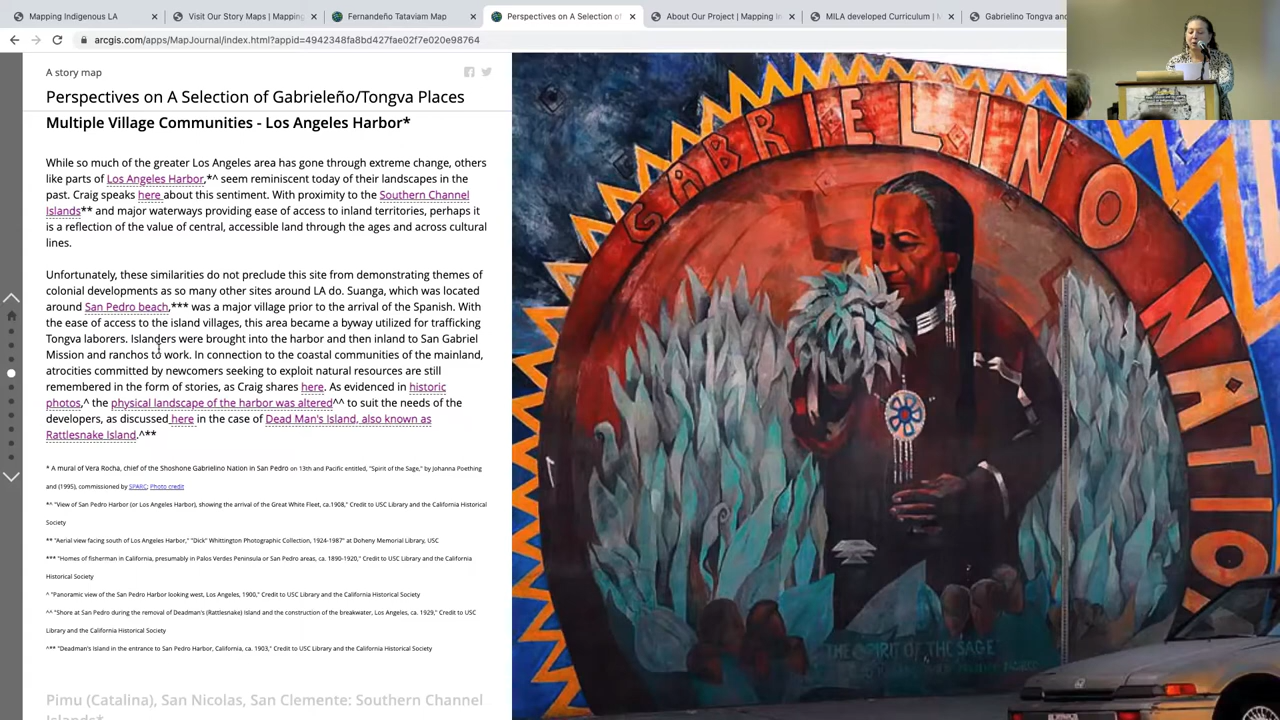 Mapping Indigenous LA
Visit Our Story Maps | Mapping
Fernandeño Tataviam Map
Perspectives on A Selection of
About Our Project | Mapping In
MILA developed Curriculum | M
Gabrielino Tongva and
arcgis.com/apps/MapJournal/index.html?appid=4942348fa8bd427fae02f7e020e98764
A story map
Perspectives on A Selection of Gabrieleño/Tongva Places
Multiple Village Communities - Los Angeles Harbor*
While so much of the greater Los Angeles area has gone through extreme change, others
like parts of Los Angeles Harbor,*^ seem reminiscent today of their landscapes in the
past. Craig speaks here about this sentiment. With proximity to the Southern Channel
Islands** and major waterways providing ease of access to inland territories, perhaps it
is a reflection of the value of central, accessible land through the ages and across cultural
lines.
Unfortunately, these similarities do not preclude this site from demonstrating themes of
colonial developments as so many other sites around LA do. Suanga, which was located
around San Pedro beach,*** was a major village prior to the arrival of the Spanish. With
the ease of access to the island villages, this area became a byway utilized for trafficking
Tongva laborers. Islanders were brought into the harbor and then inland to San Gabriel
Mission and ranchos to work. In connection to the coastal communities of the mainland,
atrocities committed by newcomers seeking to exploit natural resources are still
remembered in the form of stories, as Craig shares here. As evidenced in historic
photos,^ the physical landscape of the harbor was altered^^ to suit the needs of the
developers, as discussed here in the case of Dead Man's Island, also known as
Rattlesnake Island.^**
* A mural of Vera Rocha, chief of the Shoshone Gabrielino Nation in San Pedro on 13th and Pacific entitled, "Spirit of the Sage," by Johanna Poething
and (1995), commissioned by SPARC; Photo credit
*^ "View of San Pedro Harbor (or Los Angeles Harbor), showing the arrival of the Great White Fleet, ca.1908," Credit to USC Library and the California Historical
Society
** "Aerial view facing south of Los Angeles Harbor," "Dick" Whittington Photographic Collection, 1924-1987" at Doheny Memorial Library, USC
*** "Homes of fisherman in California, presumably in Palos Verdes Peninsula or San Pedro areas, ca. 1890-1920," Credit to USC Library and the California
Historical Society
^ "Panoramic view of the San Pedro Harbor looking west, Los Angeles, 1900," Credit to USC Library and the California Historical Society
^^ "Shore at San Pedro during the removal of Deadman's (Rattlesnake) Island and the construction of the breakwater, Los Angeles, ca. 1929," Credit to USC
Library and the California Historical Society
^** "Deadman's Island in the entrance to San Pedro Harbor, California, ca. 1903," Credit to USC Library and the California Historical Society
Pimu (Catalina), San Nicolas, San Clemente: Southern Channel
Islands*
GABRIELINO NATION
THE SPIRIT OF THE SAGE